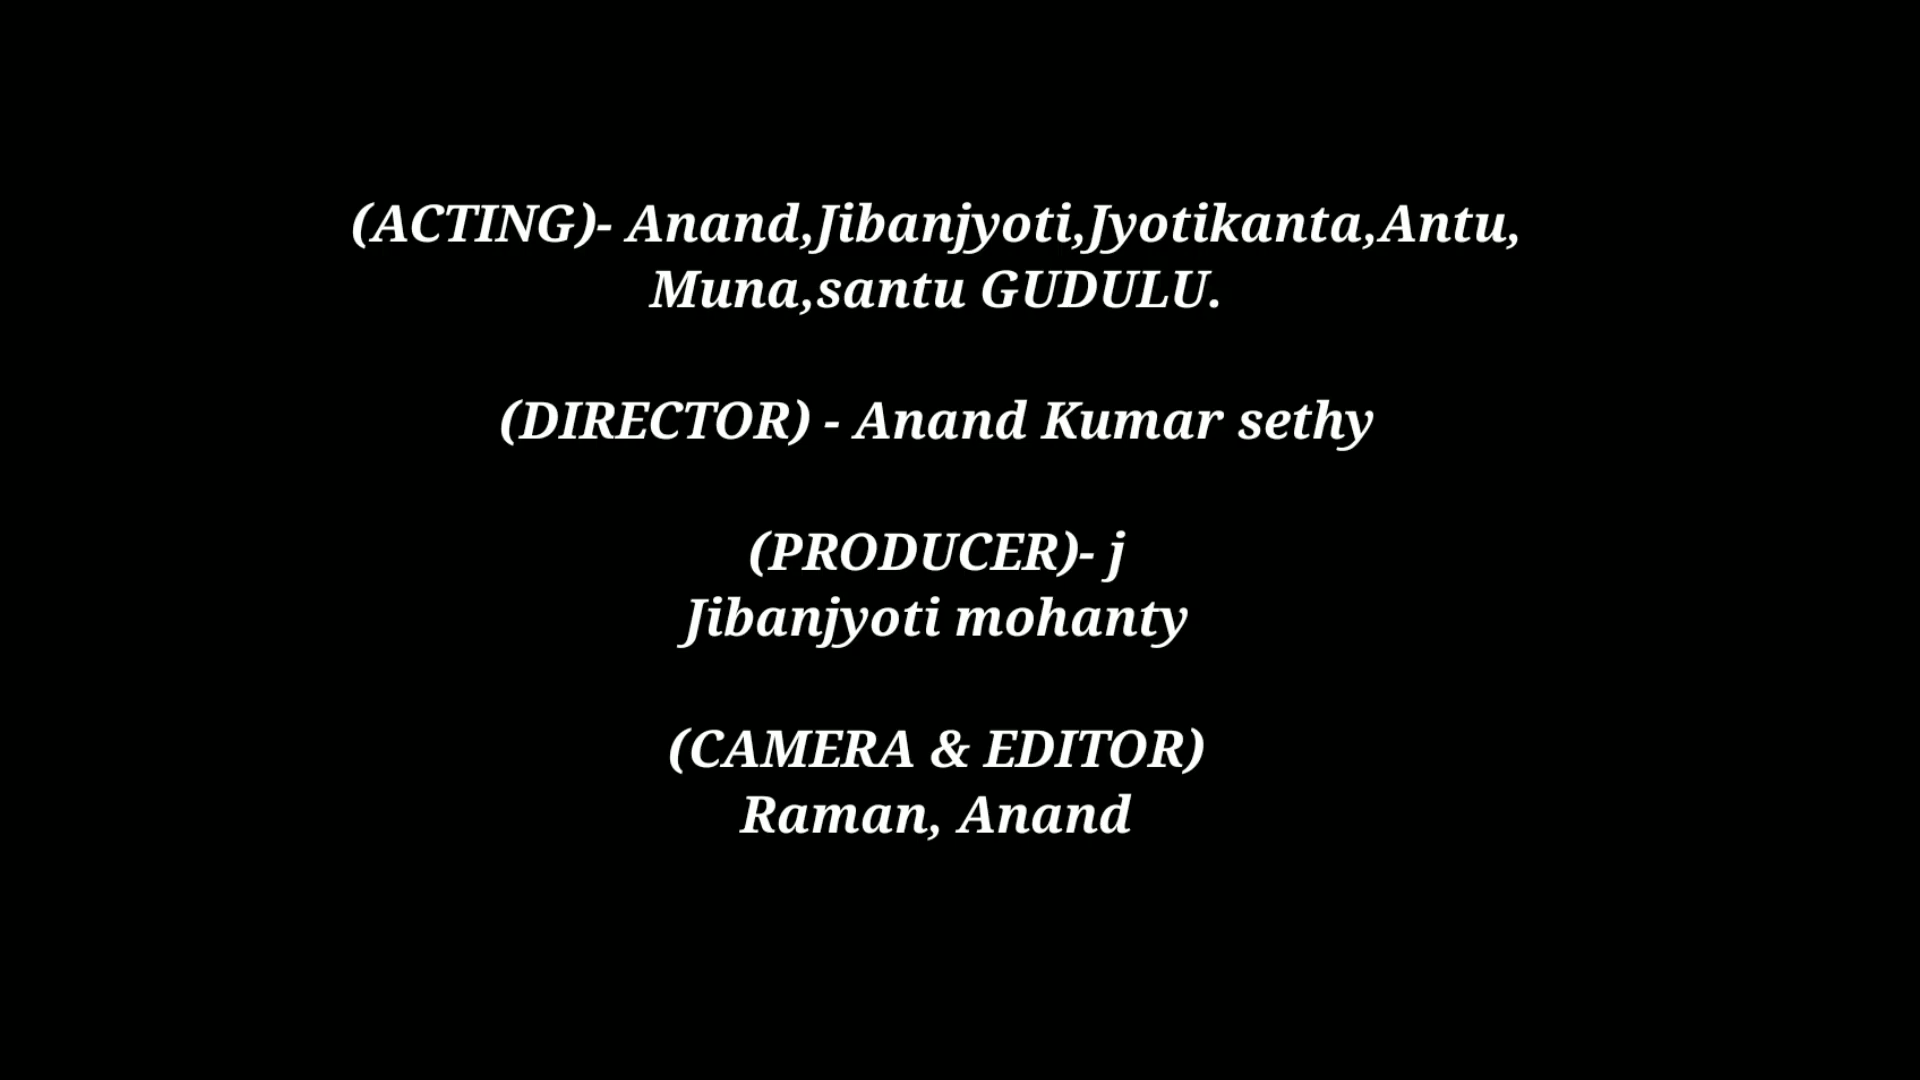 (ACTING)- Anand,Jibanjyoti,Jyotikanta,Antu,
Muna,santu GUDULU.
(DIRECTOR) - Anand Kumar sethy
(PRODUCER)- j
Jibanjyoti mohanty
(CAMERA & EDITOR)
Raman, Anand